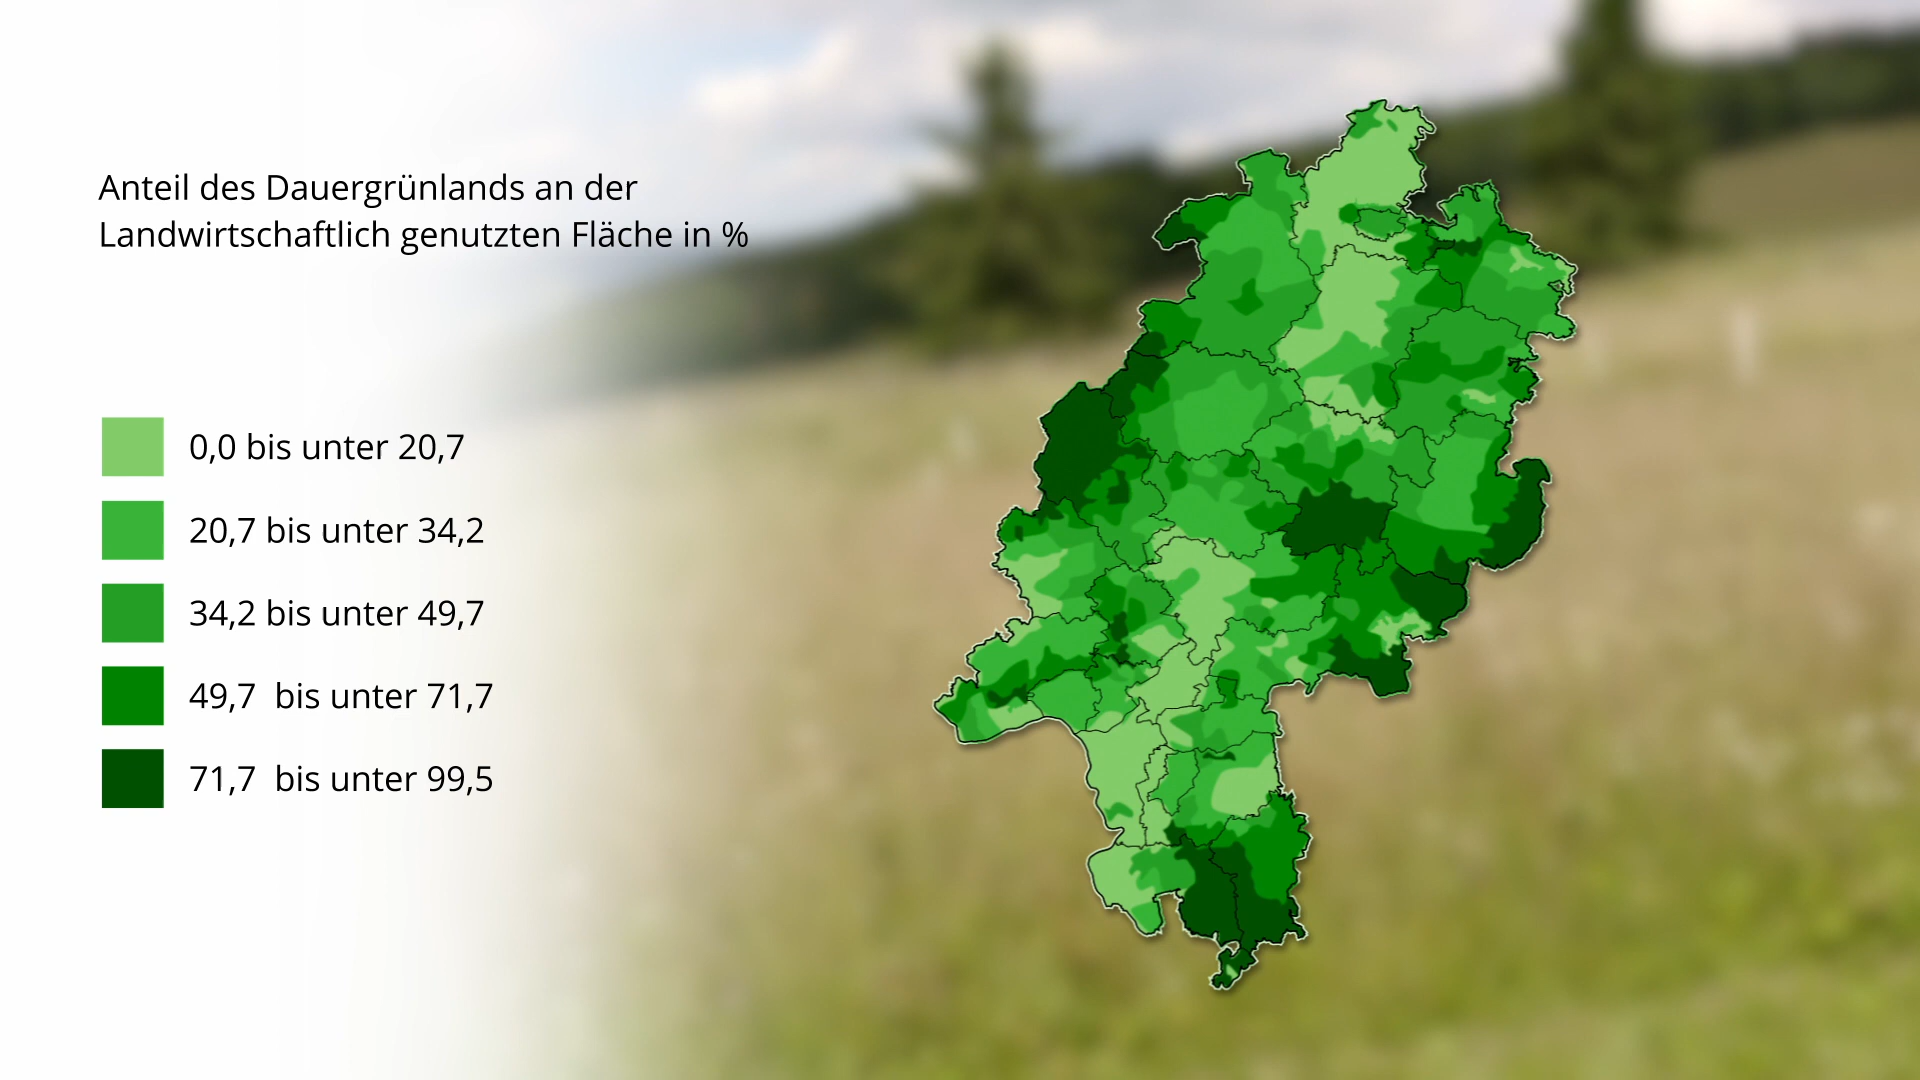 Anteil des Dauergrünlands an der
Landwirtschaftlich genutzten Fläche in %
0,0 bis unter 20,7
20,7 bis unter 34,2
34,2 bis unter 49,7
49,7  bis unter 71,7
71,7  bis unter 99,5